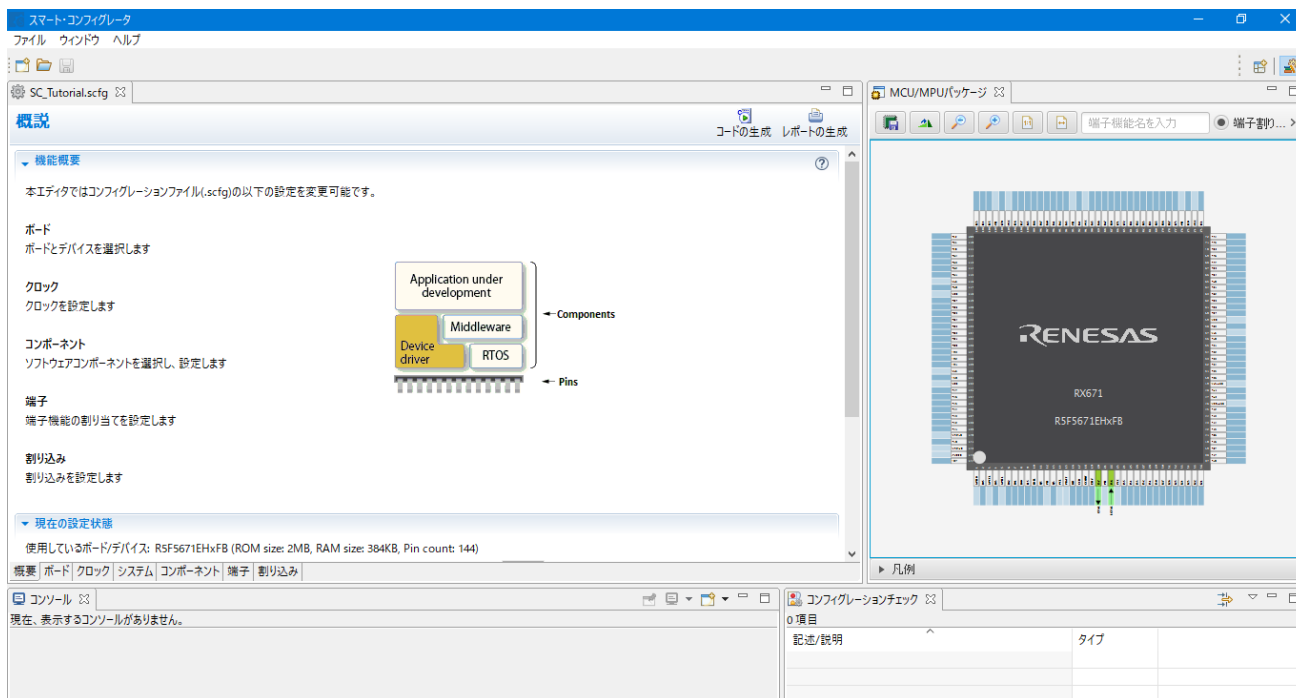 スマート・コンフィグレータ
ファイル ウィンドウ ヘルプ
SC_Tutorial.scfg
概説
コードの生成 レポートの生成
機能概要
本エディタではコンフィグレーションファイル(.scfg)の以下の設定を変更可能です。
ボード
ボードとデバイスを選択します
クロック
クロックを設定します
コンポーネント
ソフトウェアコンポーネントを選択し、設定します
端子
端子機能の割り当てを設定します
割り込み
割り込みを設定します
Application under
development
Middleware
Device
driver
RTOS
Components
Pins
現在の設定状態
使用しているボード/デバイス: R5F5671EHxFB (ROM size: 2MB, RAM size: 384KB, Pin count: 144)
概要 ボード クロック システム コンポーネント 端子 割り込み
MCU/MPUパッケージ
端子機能名を入力 端子割り...
RENESAS
RX671
R5F5671EHxFB
凡例
コンソール
現在、表示するコンソールがありません。
コンフィグレーションチェック
0 項目
記述/説明 タイプ